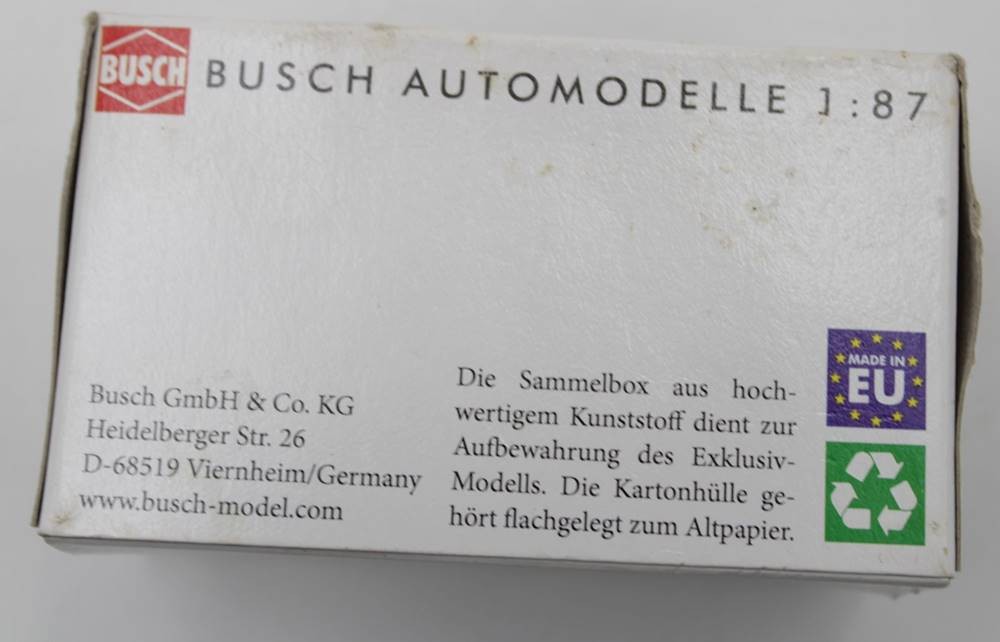 BUSCH
BUSCH AUTOMODELLE 1:87
Busch GmbH & Co. KG
Heidelberger Str. 26
D-68519 Viernheim/Germany
www.busch-model.com
Die Sammelbox aus hoch-
wertigem Kunststoff dient zur
Aufbewahrung des Exklusiv-
Modells. Die Kartonhülle ge-
hört flachgelegt zum Altpapier.
MADE IN
EU